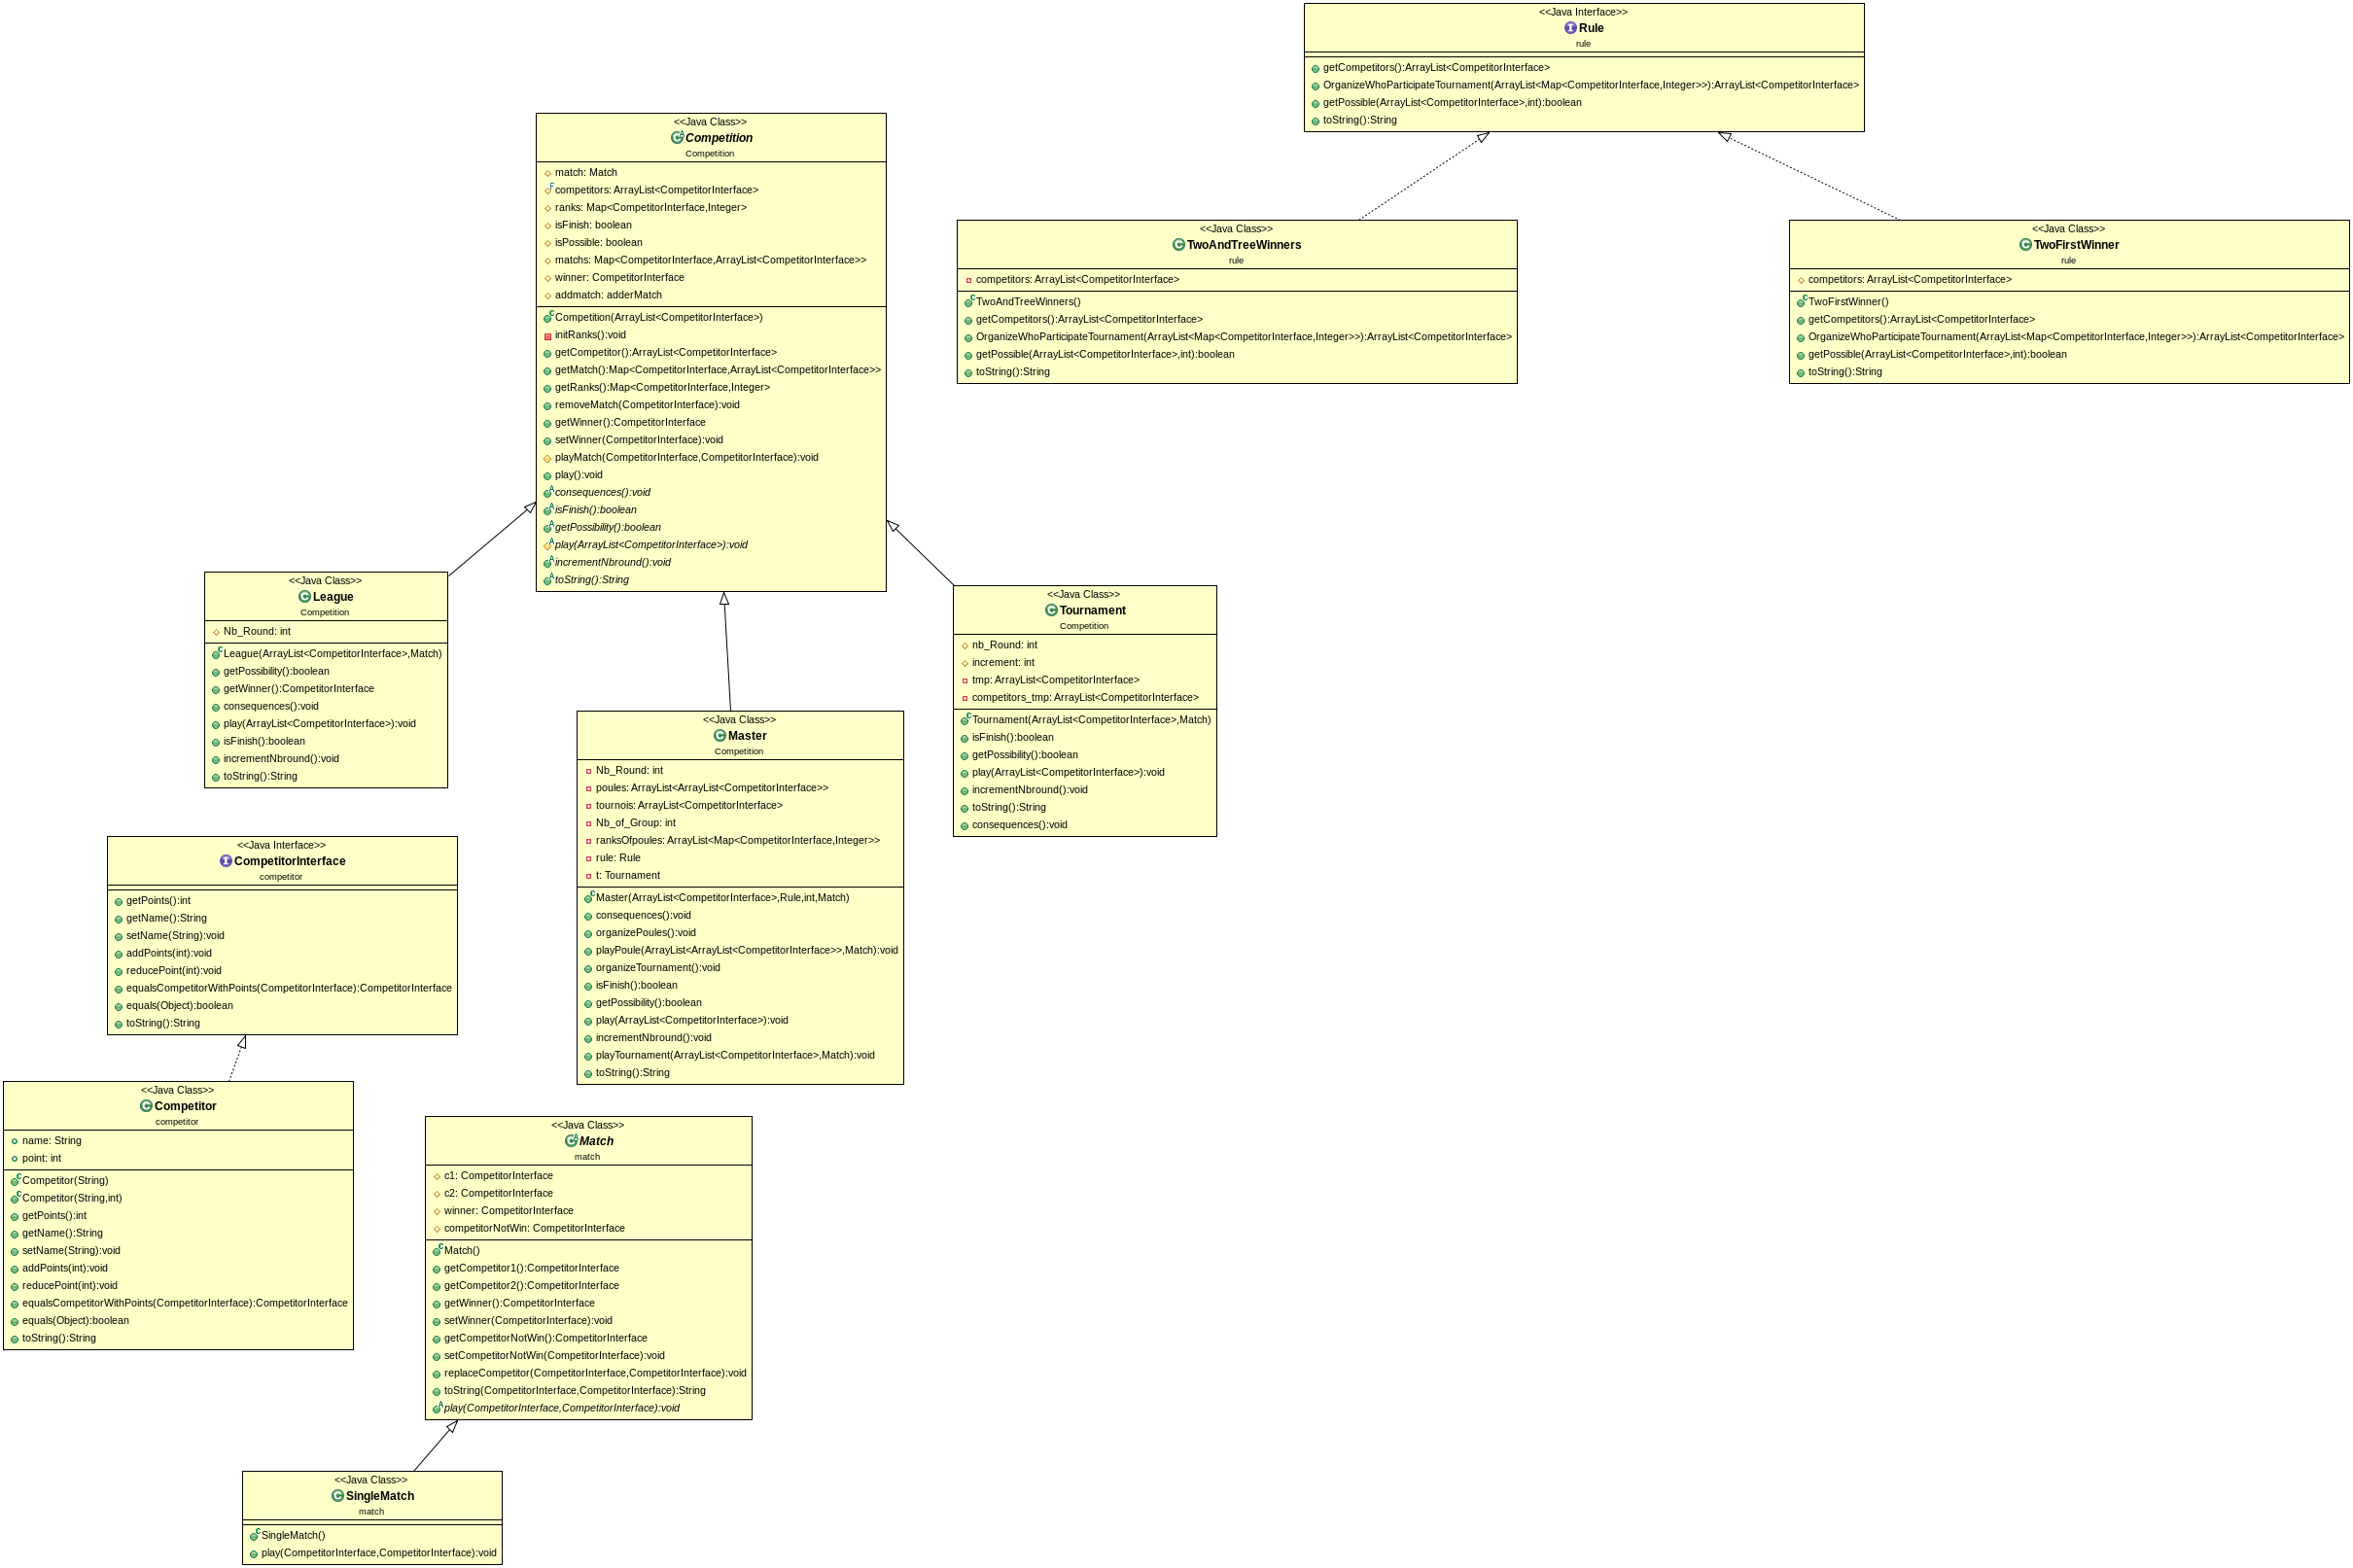 <<Java Interface>>
Rule
rule
getCompetitors():ArrayList<CompetitorInterface>
OrganizeWhoParticipateTournament(ArrayList<Map<CompetitorInterface,Integer>>):ArrayList<CompetitorInterface>
getPossible(ArrayList<CompetitorInterface>,int):boolean
toString():String
<<Java Class>>
Competition
Competition
match: Match
competitors: ArrayList<CompetitorInterface>
ranks: Map<CompetitorInterface,Integer>
isFinish: boolean
isPossible: boolean
matchs: Map<CompetitorInterface,ArrayList<CompetitorInterface>>
winner: CompetitorInterface
addmatch: adderMatch
Competition(ArrayList<CompetitorInterface>)
initRanks():void
getCompetitor():ArrayList<CompetitorInterface>
getMatch():Map<CompetitorInterface,ArrayList<CompetitorInterface>>
getRanks():Map<CompetitorInterface,Integer>
removeMatch(CompetitorInterface):void
getWinner():CompetitorInterface
setWinner(CompetitorInterface):void
playMatch(CompetitorInterface,CompetitorInterface):void
play():void
consequences():void
isFinish():boolean
getPossibility():boolean
play(ArrayList<CompetitorInterface>):void
incrementNbround():void
toString():String
<<Java Class>>
TwoAndTreeWinners
rule
competitors: ArrayList<CompetitorInterface>
TwoAndTreeWinners()
getCompetitors():ArrayList<CompetitorInterface>
OrganizeWhoParticipateTournament(ArrayList<Map<CompetitorInterface,Integer>>):ArrayList<CompetitorInterface>
getPossible(ArrayList<CompetitorInterface>,int):boolean
toString():String
<<Java Class>>
TwoFirstWinner
rule
competitors: ArrayList<CompetitorInterface>
TwoFirstWinner()
getCompetitors():ArrayList<CompetitorInterface>
OrganizeWhoParticipateTournament(ArrayList<Map<CompetitorInterface,Integer>>):ArrayList<CompetitorInterface>
getPossible(ArrayList<CompetitorInterface>,int):boolean
toString():String
<<Java Class>>
League
Competition
Nb_Round: int
League(ArrayList<CompetitorInterface>,Match)
getPossibility():boolean
getWinner():CompetitorInterface
consequences():void
play(ArrayList<CompetitorInterface>):void
isFinish():boolean
incrementNbround():void
toString():String
<<Java Class>>
Tournament
Competition
nb_Round: int
increment: int
tmp: ArrayList<CompetitorInterface>
competitors_tmp: ArrayList<CompetitorInterface>
Tournament(ArrayList<CompetitorInterface>,Match)
isFinish():boolean
getPossibility():boolean
play(ArrayList<CompetitorInterface>):void
incrementNbround():void
toString():String
consequences():void
<<Java Class>>
Master
Competition
Nb_Round: int
poules: ArrayList<ArrayList<CompetitorInterface>>
tournois: ArrayList<CompetitorInterface>
Nb_of_Group: int
ranksOfpoules: ArrayList<Map<CompetitorInterface,Integer>>
rule: Rule
t: Tournament
Master(ArrayList<CompetitorInterface>,Rule,int,Match)
consequences():void
organizePoules():void
playPoule(ArrayList<ArrayList<CompetitorInterface>>,Match):void
organizeTournament():void
isFinish():boolean
getPossibility():boolean
play(ArrayList<CompetitorInterface>):void
incrementNbround():void
playTournament(ArrayList<CompetitorInterface>,Match):void
toString():String
<<Java Interface>>
CompetitorInterface
competitor
getPoints():int
getName():String
setName(String):void
addPoints(int):void
reducePoint(int):void
equalsCompetitorWithPoints(CompetitorInterface):CompetitorInterface
equals(Object):boolean
toString():String
<<Java Class>>
Competitor
competitor
name: String
point: int
Competitor(String)
Competitor(String,int)
getPoints():int
getName():String
setName(String):void
addPoints(int):void
reducePoint(int):void
equalsCompetitorWithPoints(CompetitorInterface):CompetitorInterface
equals(Object):boolean
toString():String
<<Java Class>>
Match
match
c1: CompetitorInterface
c2: CompetitorInterface
winner: CompetitorInterface
competitorNotWin: CompetitorInterface
Match()
getCompetitor1():CompetitorInterface
getCompetitor2():CompetitorInterface
getWinner():CompetitorInterface
setWinner(CompetitorInterface):void
getCompetitorNotWin():CompetitorInterface
setCompetitorNotWin(CompetitorInterface):void
replaceCompetitor(CompetitorInterface,CompetitorInterface):void
toString(CompetitorInterface,CompetitorInterface):String
play(CompetitorInterface,CompetitorInterface):void
<<Java Class>>
SingleMatch
match
SingleMatch()
play(CompetitorInterface,CompetitorInterface):void